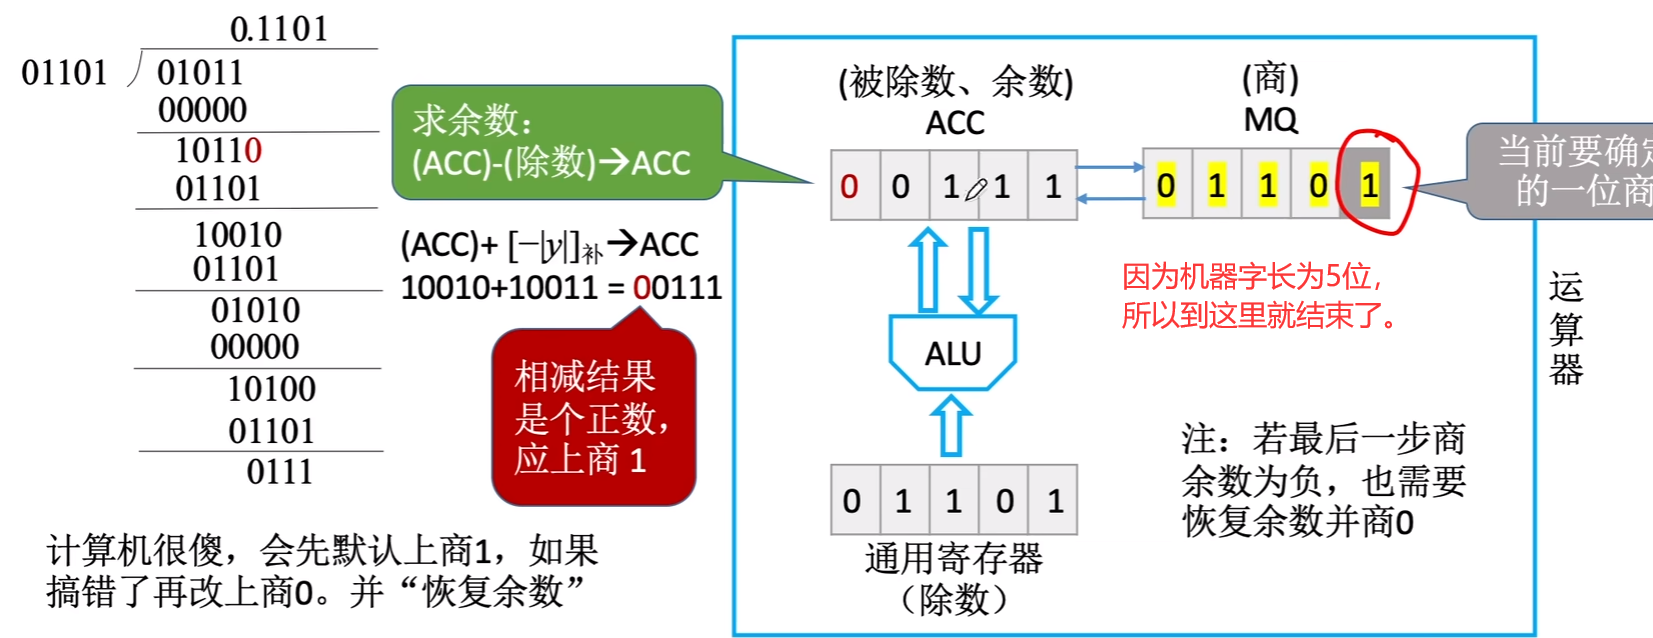 0.1101
01101
01011
00000
10110
01101
10010
01101
01010
00000
10100
01101
0111
计算机很傻，会先默认上商1，如果
搞错了再改上商0。并“恢复余数”
求余数：
(ACC)-(除数)→ACC
(ACC)+ [−|y|]补→ACC
10010+10011 = 00111
相减结果
是个正数，
应上商 1
(被除数、余数)
ACC
0 0 1 1 1
(商)
MQ
0 1 1 0 1
当前要确定
的一位商
因为机器字长为5位，
所以到这里就结束了。
ALU
0 1 1 0 1
通用寄存器
（除数）
注：若最后一步商
余数为负，也需要
恢复余数并商0
运
算
器